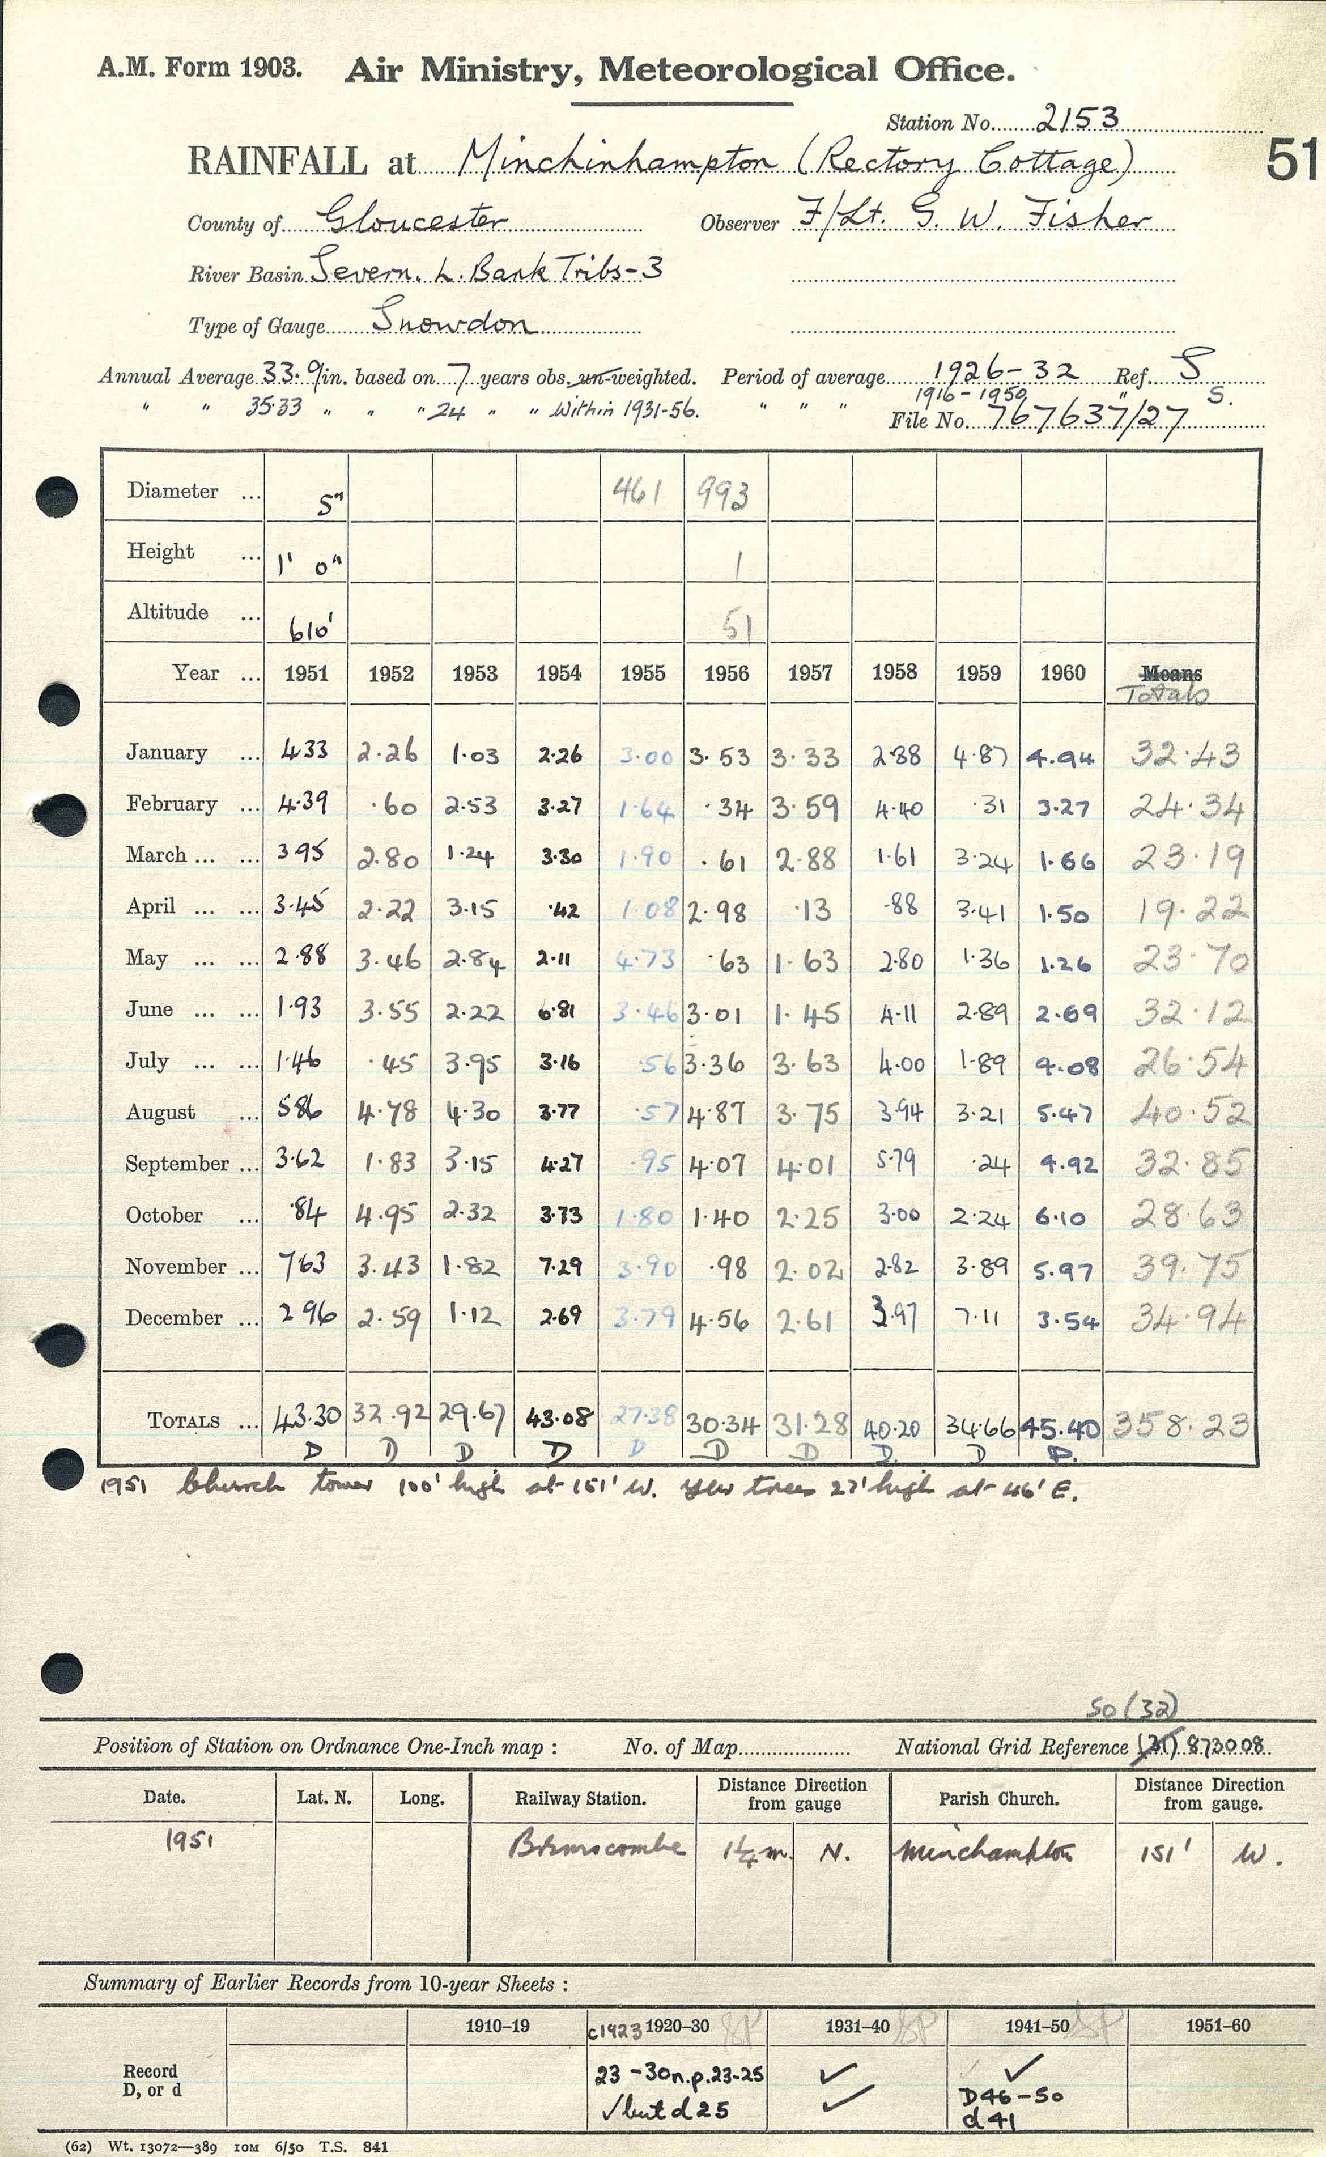 A.M. Form 1903. Air Ministry, Meteorological Office.
Station No. 2153
RAINFALL at Minchinhampton (Rectory Cottage) 51
County of Gloucester Observer F/Lt. G. W. Fisher
River Basin Severn. L. Bank Tribs-3
Type of Gauge Snowdon
Annual Average 33.9 in. based on 7 years obs. un-weighted. Period of average 1926-32 Ref. S
" " 35.33 " " " 24 " " Within 1931-56. " " " 1916-1950 " S.
File No. 767637/27
Diameter ... 5" 461 993
Height ... 1' 0" 1
Altitude ... 610' 51
Year ... 1951 1952 1953 1954 1955 1956 1957 1958 1959 1960 Means
Totals
January ... 4.33 2.26 1.03 2.26 3.00 3.53 3.33 2.88 4.87 4.94 32.43
February ... 4.39 .60 2.53 3.27 1.64 .34 3.59 4.40 .31 3.27 24.34
March ... ... 3.95 2.80 1.24 3.30 1.90 .61 2.88 1.61 3.24 1.66 23.19
April ... ... 3.45 2.22 3.15 .42 1.08 2.98 .13 .88 3.41 1.50 19.22
May ... ... 2.88 3.46 2.84 2.11 4.73 .63 1.63 2.80 1.36 1.26 23.70
June ... ... 1.93 3.55 2.22 6.81 3.46 3.01 1.45 4.11 2.89 2.69 32.12
July ... ... 1.46 .45 3.95 3.16 .56 3.36 3.63 4.00 1.89 4.08 26.54
August ... 5.86 4.78 4.30 3.77 .57 4.87 3.75 3.94 3.21 5.47 40.52
September ... 3.62 1.83 3.15 4.27 .95 4.07 4.01 5.79 .24 4.92 32.85
October ... .84 4.95 2.32 3.73 1.80 1.40 2.25 3.00 2.24 6.10 28.63
November ... 7.63 3.43 1.82 7.29 3.90 .98 2.02 2.82 3.89 5.97 39.75
December ... 2.96 2.59 1.12 2.69 3.79 4.56 2.61 3.97 7.11 3.54 34.94
TOTALS ... 43.30 32.92 29.67 43.08 27.38 30.34 31.28 40.20 34.66 45.40 358.23
D D D D D D D D D D.
1951 Church tower 100' high at 151' W. Yew trees 27' high at 46' E.
SO (32)
Position of Station on Ordnance One-Inch map : No. of Map National Grid Reference (31) 873008.
Date. Lat. N. Long. Railway Station. Distance Direction from gauge Parish Church. Distance Direction from gauge.
1951 Brimscombe 1¼ m. N. Minchampton 151' W.
Summary of Earlier Records from 10-year Sheets :
1910–19 c1923 1920–30 SP 1931–40 SP 1941–50 SP 1951–60
Record D, or d 23-30 n.p. 23-25 ✓ ✓
✓ but d 25 ✓ D46-50
d 41
(62) Wt. 13072—389 10M 6/50 T.S. 841